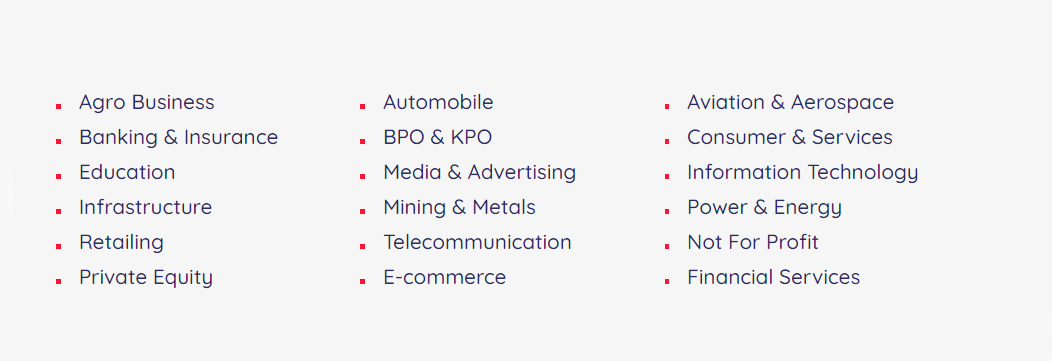 Agro Business
Banking & Insurance
Education
Infrastructure
Retailing
Private Equity
Automobile
BPO & KPO
Media & Advertising
Mining & Metals
Telecommunication
E-commerce
Aviation & Aerospace
Consumer & Services
Information Technology
Power & Energy
Not For Profit
Financial Services